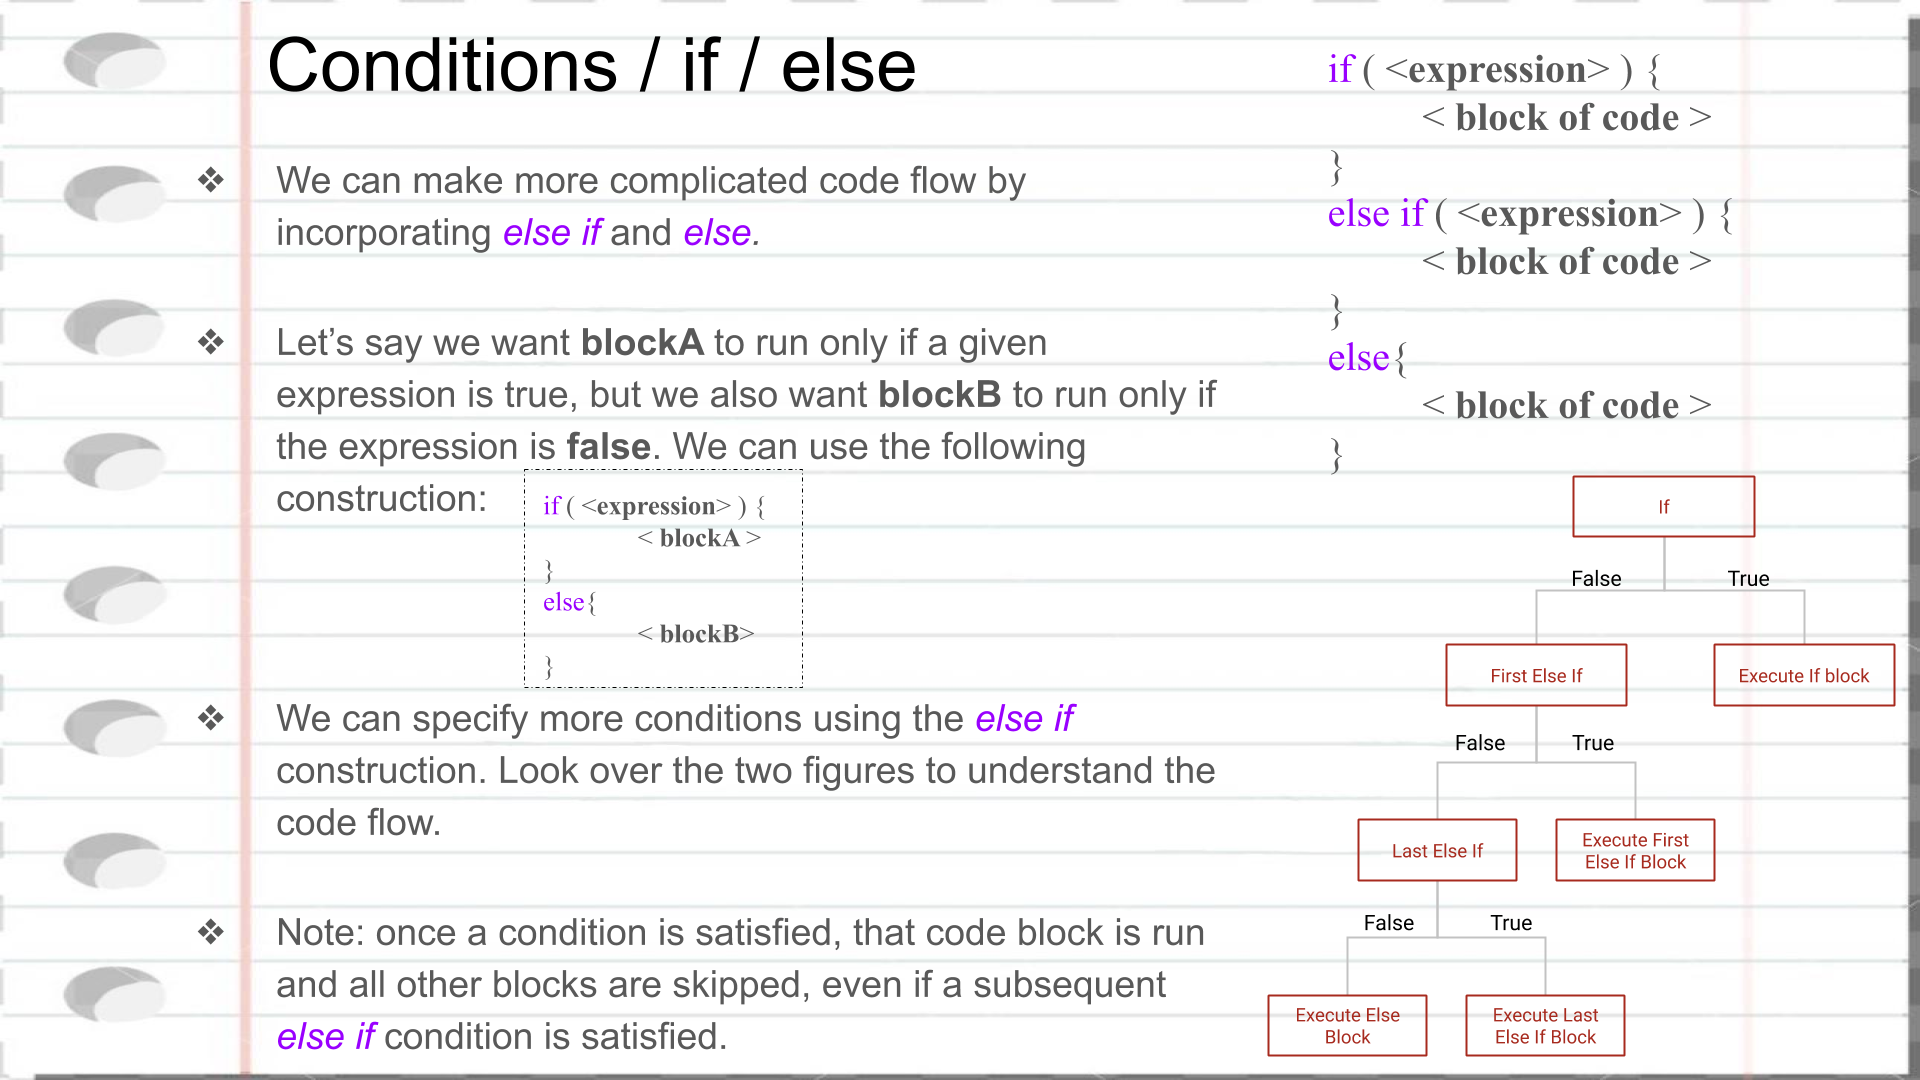 Conditions / if / else
❖ We can make more complicated code flow by
incorporating else if and else.
❖ Let’s say we want blockA to run only if a given
expression is true, but we also want blockB to run only if
the expression is false. We can use the following
construction:
if ( <expression> ) {
< blockA >
}
else{
< blockB>
}
❖ We can specify more conditions using the else if
construction. Look over the two figures to understand the
code flow.
❖ Note: once a condition is satisfied, that code block is run
and all other blocks are skipped, even if a subsequent
else if condition is satisfied.
if ( <expression> ) {
< block of code >
}
else if ( <expression> ) {
< block of code >
}
else{
< block of code >
}
If
False True
First Else If
Execute If block
False True
Last Else If
Execute First
Else If Block
False True
Execute Else
Block
Execute Last
Else If Block